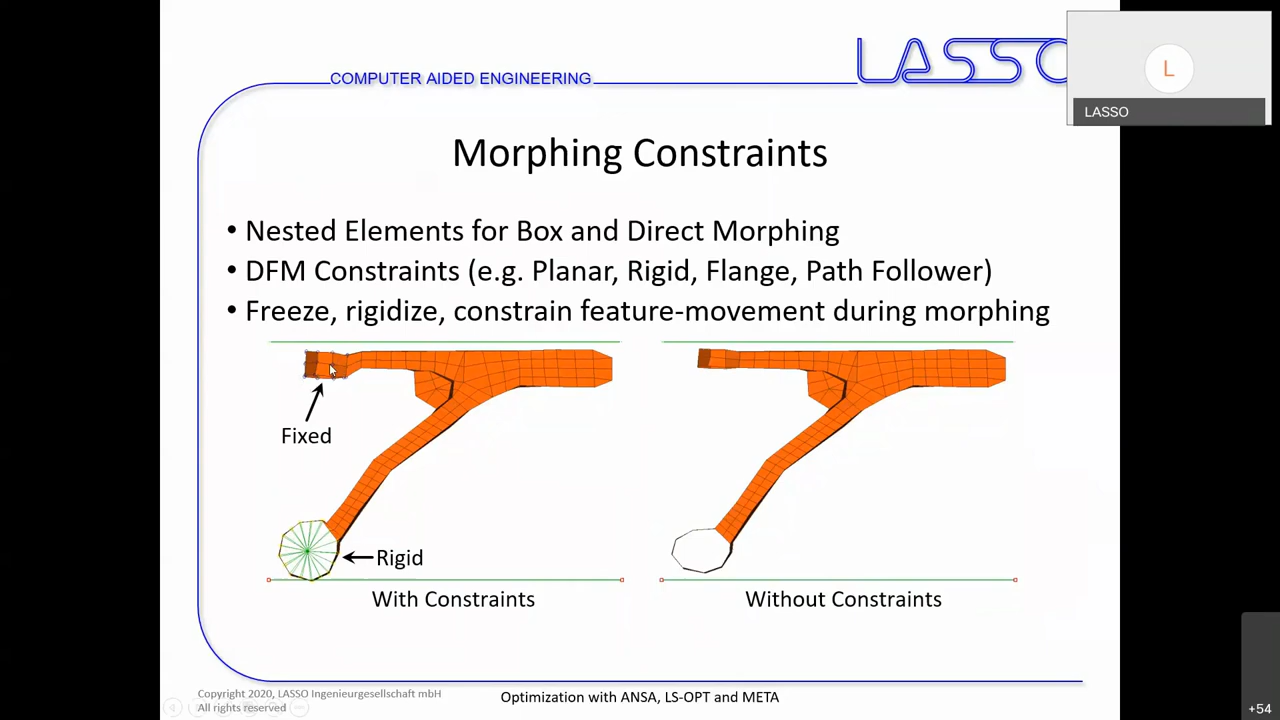 COMPUTER AIDED ENGINEERING
LASSO
L
LASSO
Morphing Constraints
• Nested Elements for Box and Direct Morphing
• DFM Constraints (e.g. Planar, Rigid, Flange, Path Follower)
• Freeze, rigidize, constrain feature-movement during morphing
Fixed
Rigid
With Constraints
Without Constraints
Copyright 2020, LASSO Ingenieurgesellschaft mbH
All rights reserved
Optimization with ANSA, LS-OPT and META
+54